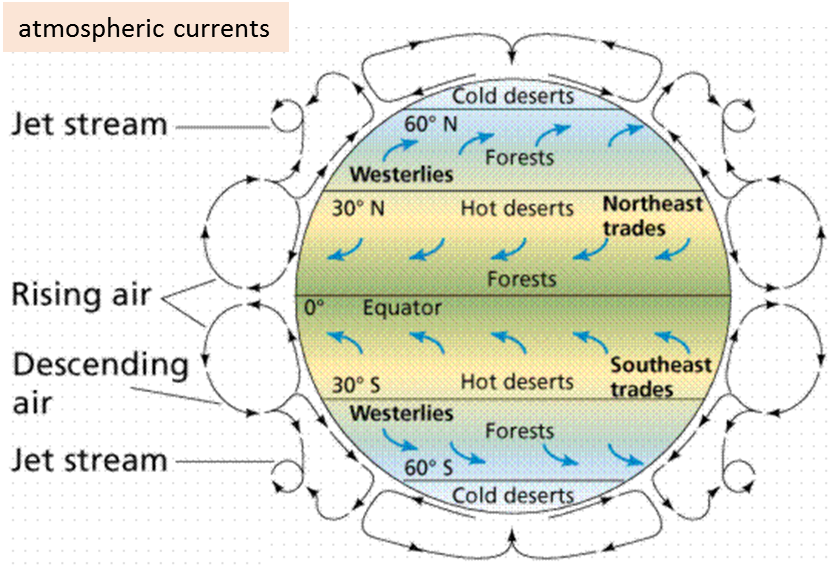 atmospheric currents
Cold deserts
Jet stream
60° N
Forests
Westerlies
30° N
Hot deserts
Northeast
trades
Forests
Rising air
0°
Equator
Descending
air
Southeast
trades
30° S
Hot deserts
Westerlies
Forests
Jet stream
60° S
Cold deserts